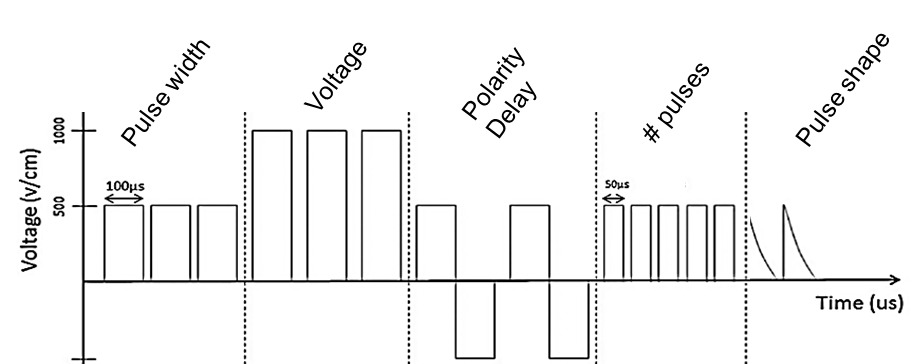 Pulse width
Voltage
Polarity
Delay
# pulses
Pulse shape
Voltage (v/cm)
1000
500
100µs
50µs
Time (us)